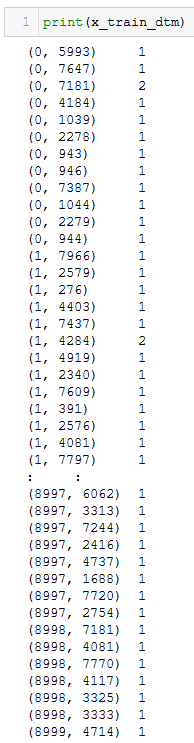 1 print(x_train_dtm)
(0, 5993) 1
(0, 7647) 1
(0, 7181) 2
(0, 4184) 1
(0, 1039) 1
(0, 2278) 1
(0, 943) 1
(0, 946) 1
(0, 7387) 1
(0, 1044) 1
(0, 2279) 1
(0, 944) 1
(1, 7966) 1
(1, 2579) 1
(1, 276) 1
(1, 4403) 1
(1, 7437) 1
(1, 4284) 2
(1, 4919) 1
(1, 2340) 1
(1, 7609) 1
(1, 391) 1
(1, 2576) 1
(1, 4081) 1
(1, 7797) 1
: :
(8997, 6062) 1
(8997, 3313) 1
(8997, 7244) 1
(8997, 2416) 1
(8997, 4737) 1
(8997, 1688) 1
(8997, 7720) 1
(8997, 2754) 1
(8998, 7181) 1
(8998, 4081) 1
(8998, 7770) 1
(8998, 4117) 1
(8998, 3325) 1
(8998, 3333) 1
(8999, 4714) 1